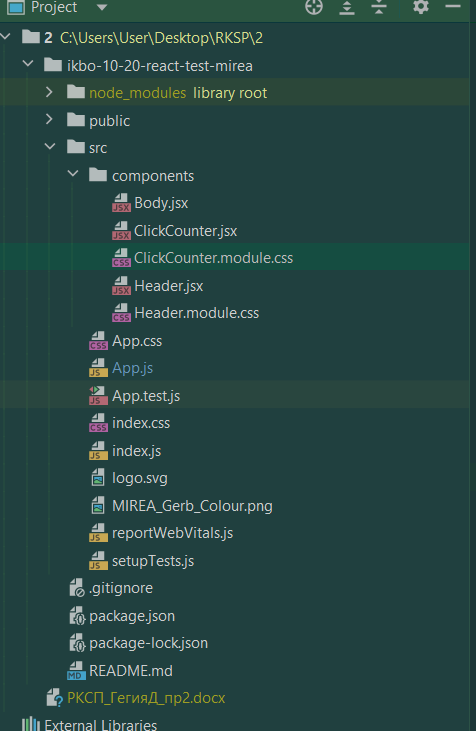 Project
2 C:\Users\User\Desktop\RKSP\2
ikbo-10-20-react-test-mirea
node_modules library root
public
src
components
JSX Body.jsx
JSX ClickCounter.jsx
CSS ClickCounter.module.css
JSX Header.jsx
CSS Header.module.css
CSS App.css
JS App.js
JS App.test.js
CSS index.css
JS index.js
logo.svg
MIREA_Gerb_Colour.png
JS reportWebVitals.js
JS setupTests.js
.gitignore
package.json
package-lock.json
MD README.md
РКСП_ГегияД_пр2.docx
External Libraries